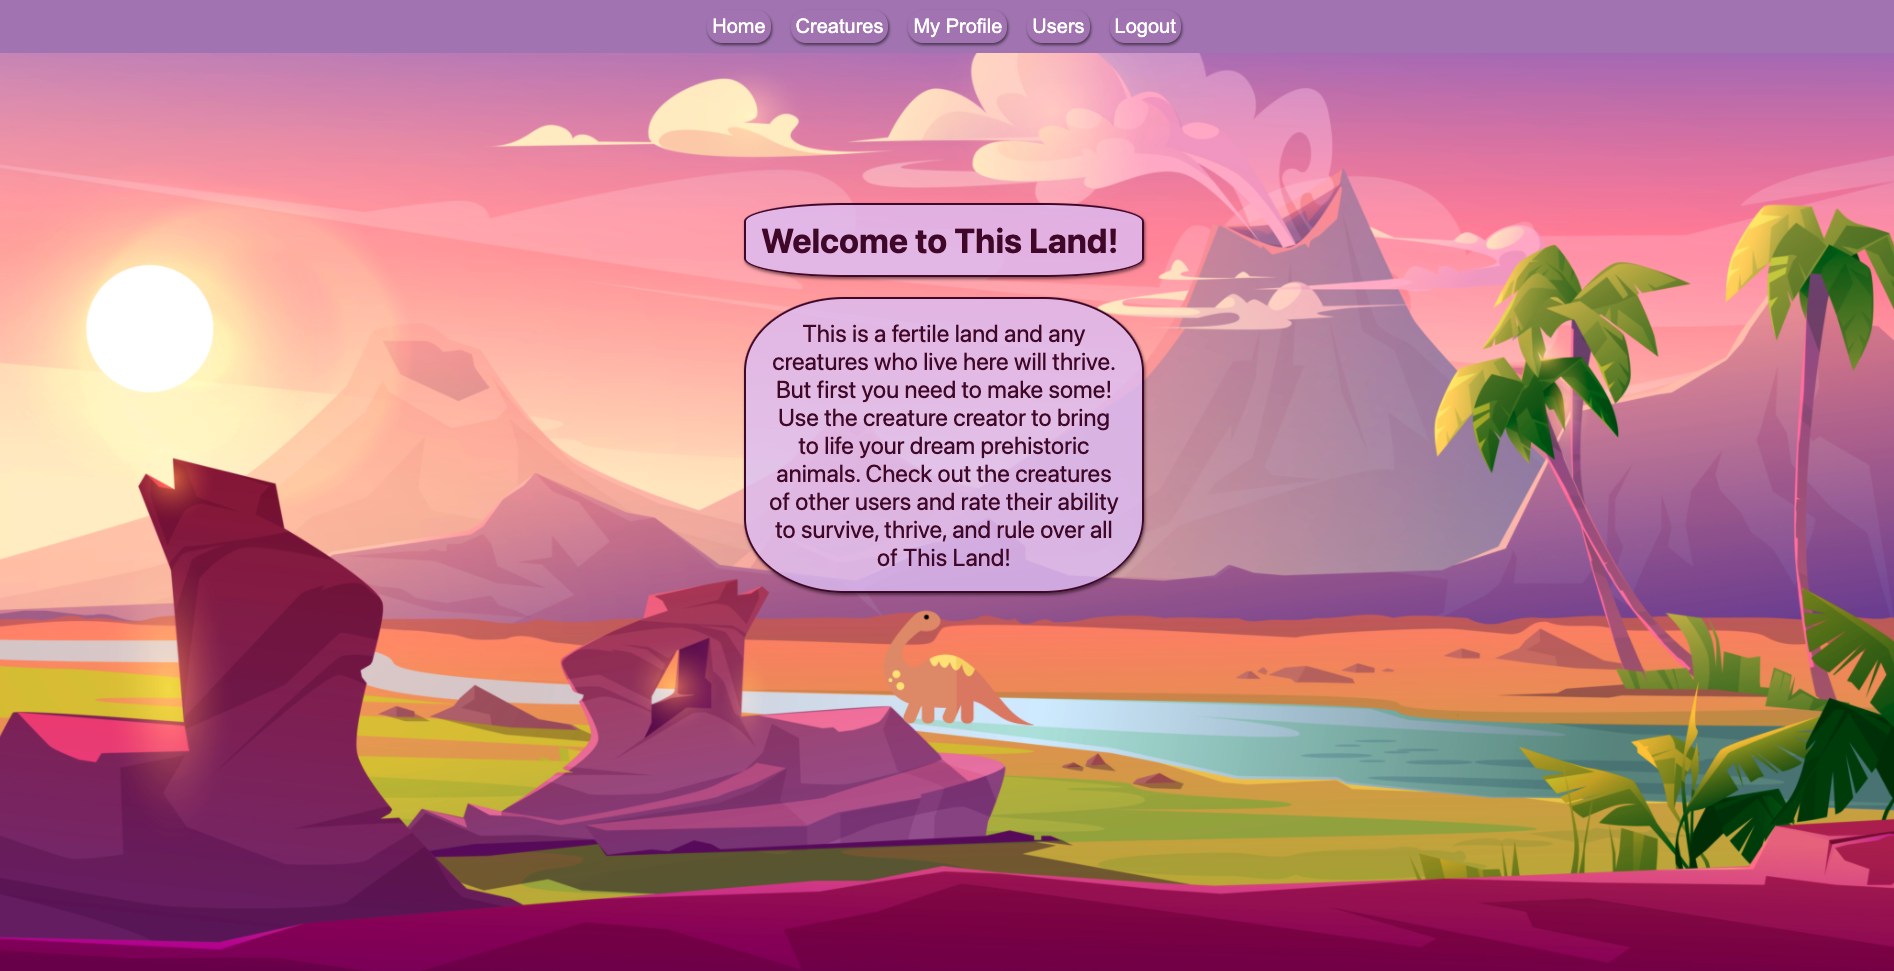 Home Creatures My Profile Users Logout
Welcome to This Land!
This is a fertile land and any
creatures who live here will thrive.
But first you need to make some!
Use the creature creator to bring
to life your dream prehistoric
animals. Check out the creatures
of other users and rate their ability
to survive, thrive, and rule over all
of This Land!